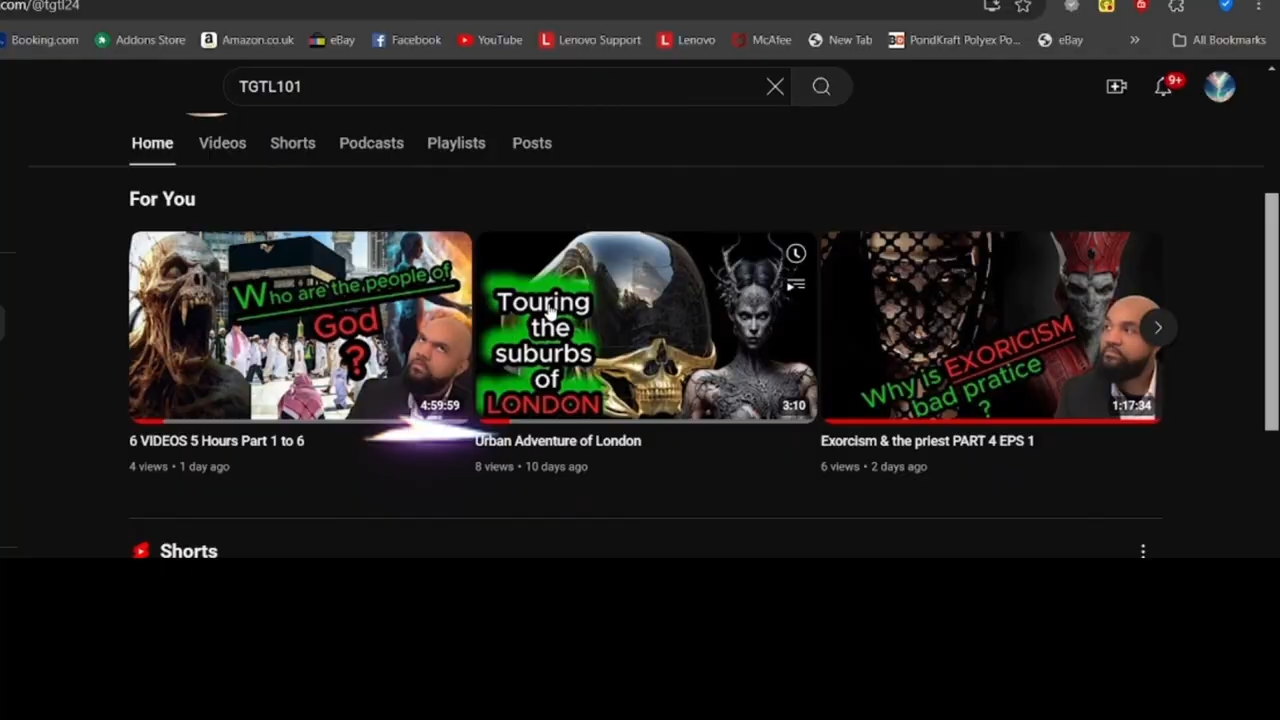 com/@tgtl24
Booking.com Addons Store Amazon.co.uk eBay Facebook YouTube Lenovo Support Lenovo McAfee New Tab PondKraft Polyex Po... eBay » All Bookmarks
TGTL101
9+
Home Videos Shorts Podcasts Playlists Posts
For You
Who are the people of
God
?
4:59:59
Touring
the
suburbs
of
LONDON
3:10
Why is EXORICISM
bad pratice
?
1:17:34
6 VIDEOS 5 Hours Part 1 to 6
4 views • 1 day ago
Urban Adventure of London
8 views • 10 days ago
Exorcism & the priest PART 4 EPS 1
6 views • 2 days ago
Shorts